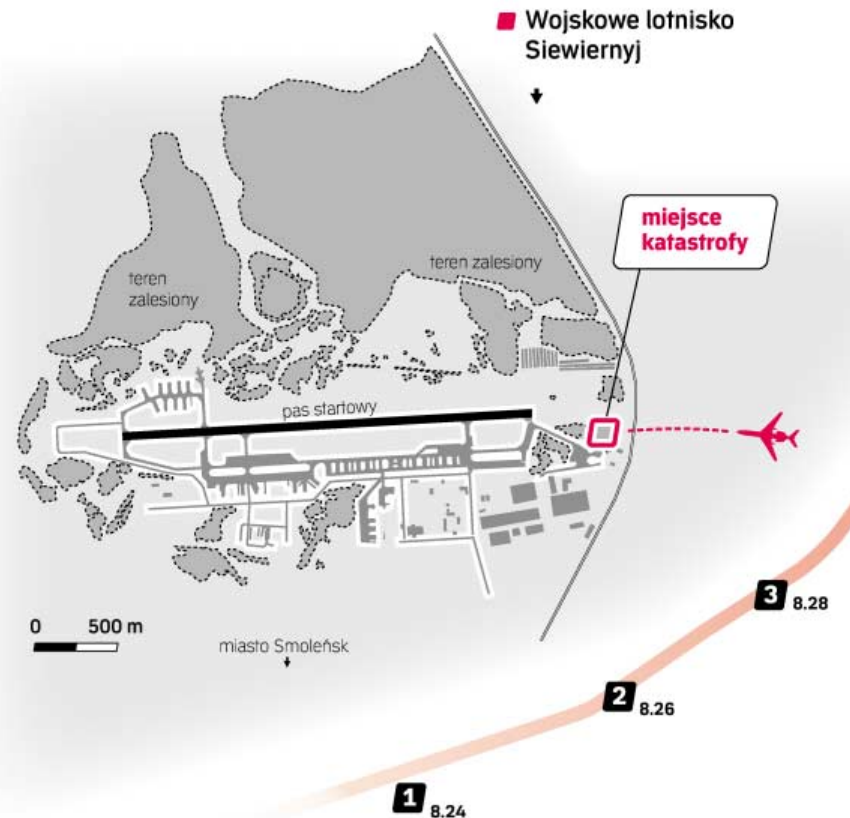 Wojskowe lotnisko
Siewiernyj
miejsce
katastrofy
teren zalesiony
teren
zalesiony
pas startowy
0 500 m
miasto Smoleńsk
3 8.28
2 8.26
1 8.24